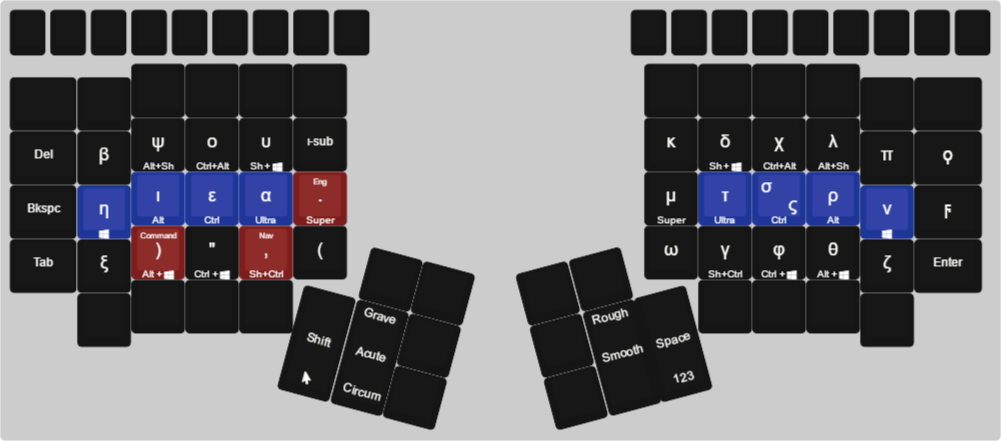 Del β ψ ο υ ι-sub κ δ χ λ π ϙ
Alt+Sh Ctrl+Alt Sh+ Sh+ Ctrl+Alt Alt+Sh
Eng
Bkspc η ι ε α . μ τ σ ς ρ ν ϝ
Alt Ctrl Ultra Super Super Ultra Ctrl Alt
Command Nav
Tab ξ ) " , ( ω γ φ θ ζ Enter
Alt + Ctrl + Sh+Ctrl Sh+Ctrl Ctrl + Alt +
Shift
Grave
Acute
Circum
Rough
Smooth
Space
123